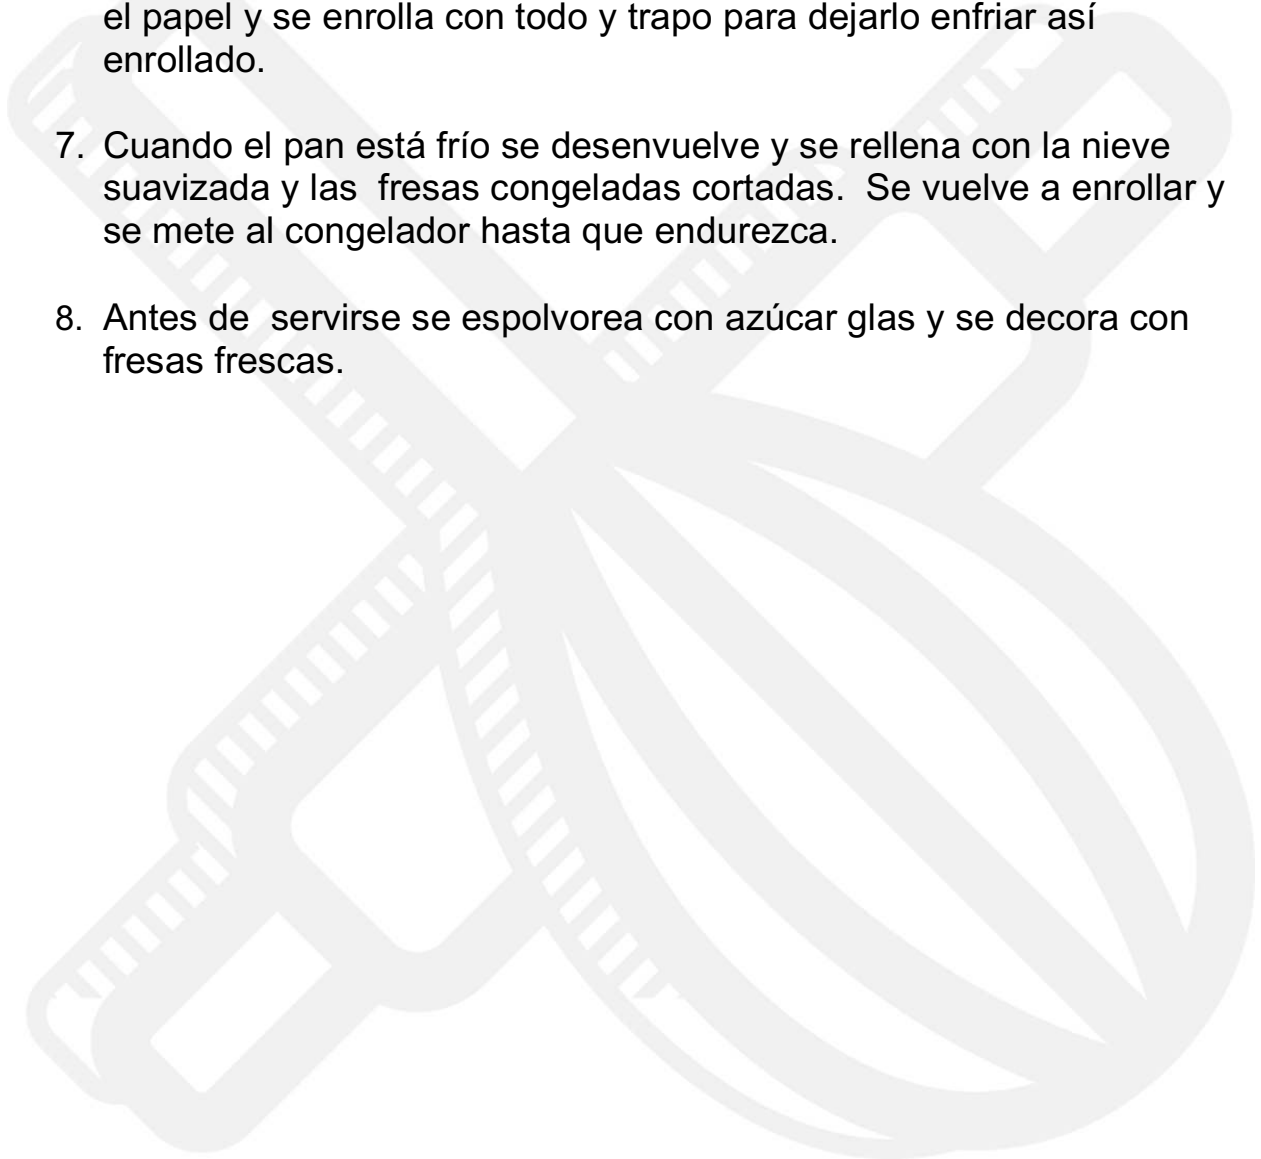 el papel y se enrolla con todo y trapo para dejarlo enfriar así
enrollado.
7. Cuando el pan está frío se desenvuelve y se rellena con la nieve
suavizada y las  fresas congeladas cortadas.  Se vuelve a enrollar y
se mete al congelador hasta que endurezca.
8. Antes de  servirse se espolvorea con azúcar glas y se decora con
fresas frescas.